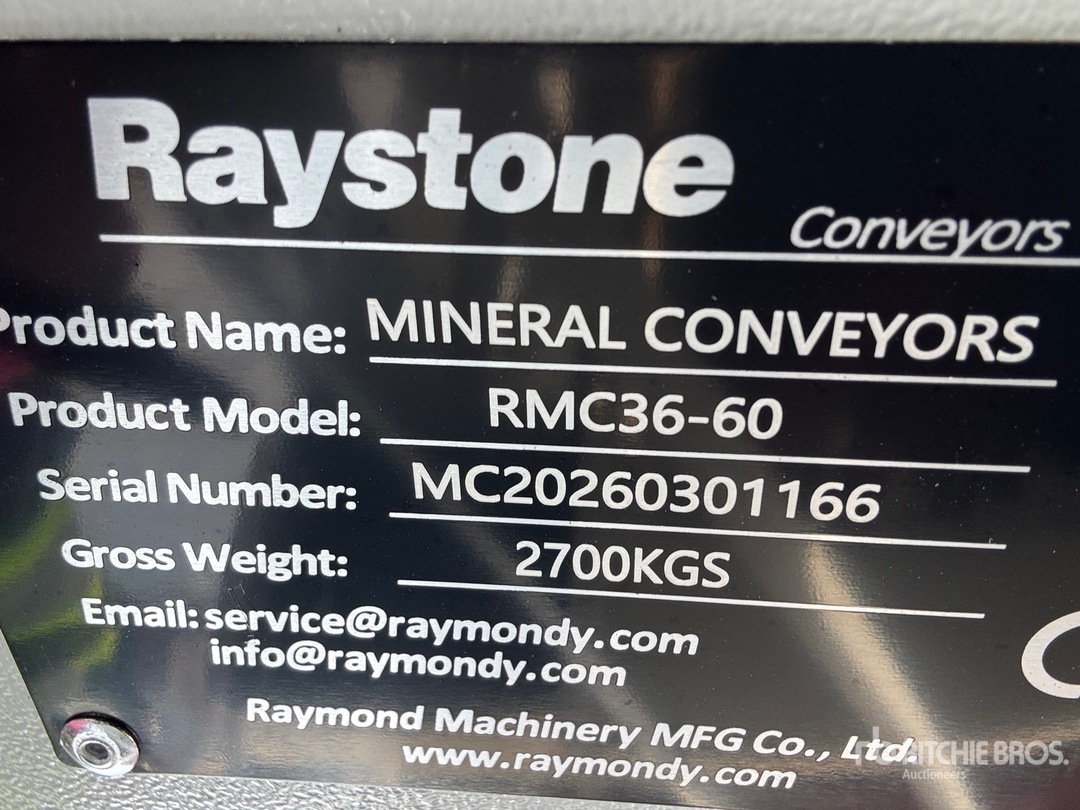 Raystone
Conveyors
Product Name: MINERAL CONVEYORS
Product Model: RMC36-60
Serial Number: MC20260301166
Gross Weight: 2700KGS
Email: service@raymondy.com
info@raymondy.com
Raymond Machinery MFG Co., Ltd.
www.raymondy.com
RITCHIE BROS.
Auctioneers